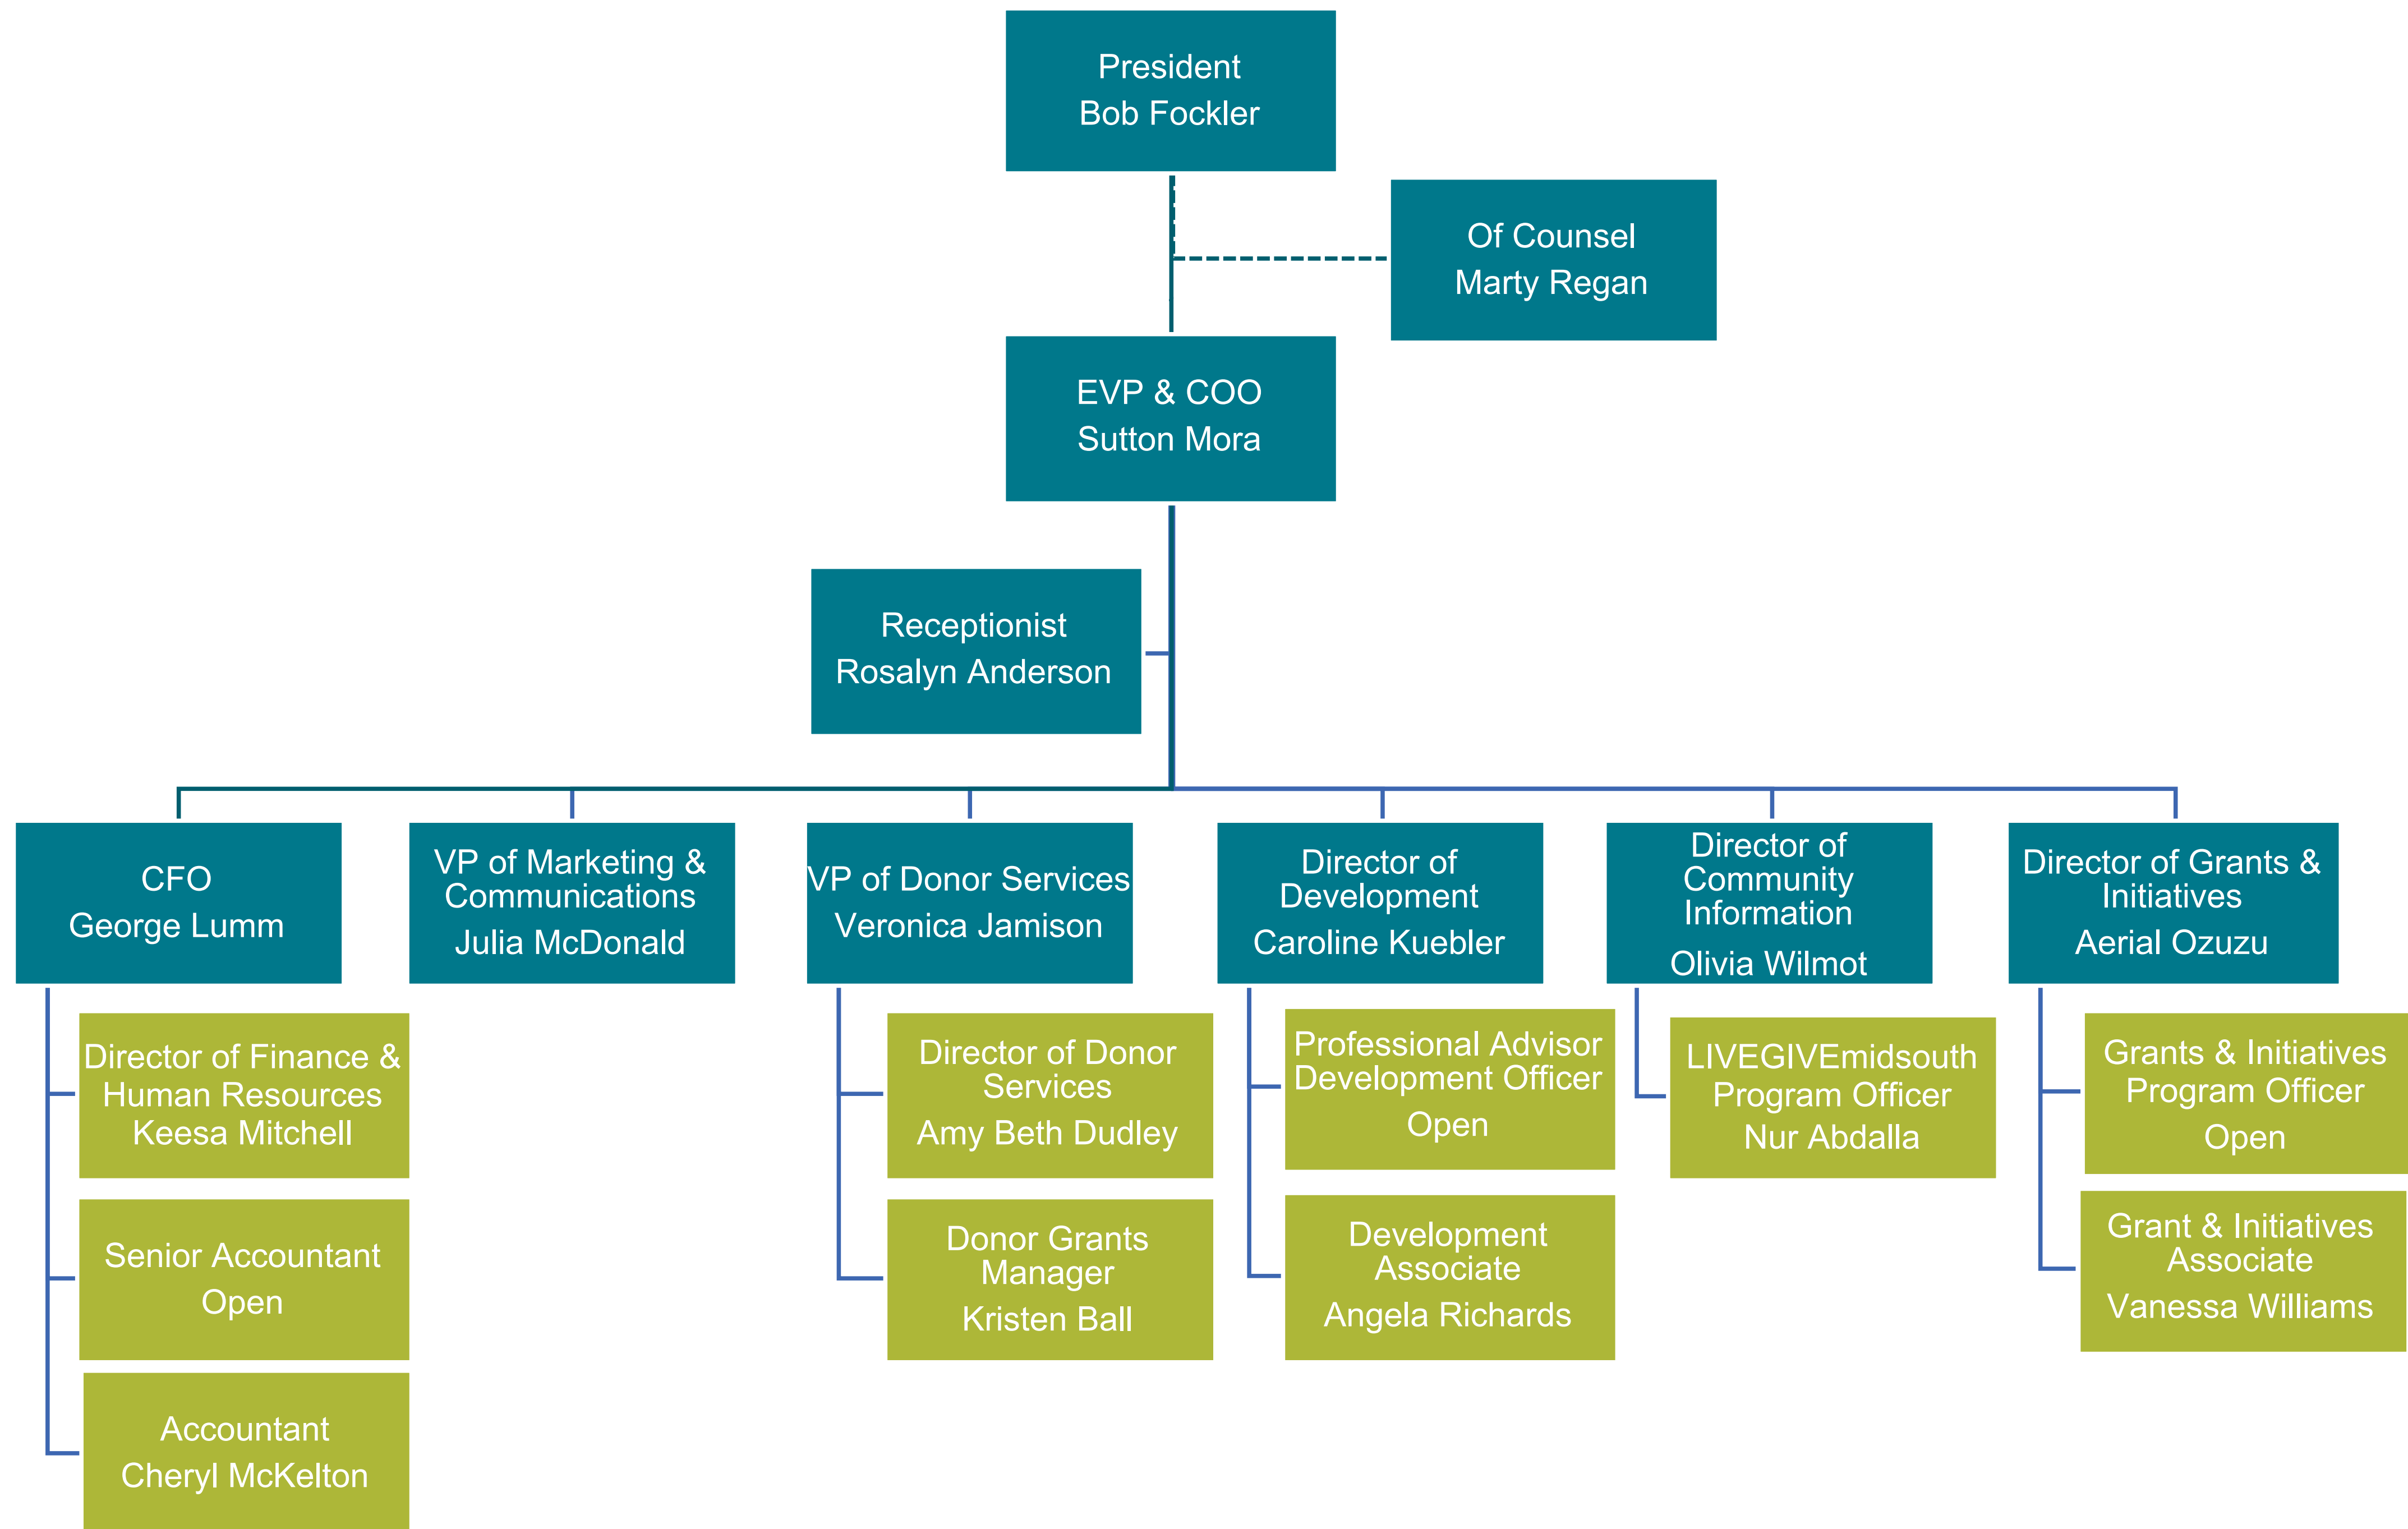 President
Bob Fockler
Of Counsel
Marty Regan
EVP & COO
Sutton Mora
Receptionist
Rosalyn Anderson
CFO
George Lumm
VP of Marketing &
Communications
Julia McDonald
VP of Donor Services
Veronica Jamison
Director of
Development
Caroline Kuebler
Director of
Community
Information
Olivia Wilmot
Director of Grants &
Initiatives
Aerial Ozuzu
Director of Finance &
Human Resources
Keesa Mitchell
Senior Accountant
Open
Accountant
Cheryl McKelton
Director of Donor
Services
Amy Beth Dudley
Donor Grants
Manager
Kristen Ball
Professional Advisor
Development Officer
Open
Development
Associate
Angela Richards
LIVEGIVEmidsouth
Program Officer
Nur Abdalla
Grants & Initiatives
Program Officer
Open
Grant & Initiatives
Associate
Vanessa Williams